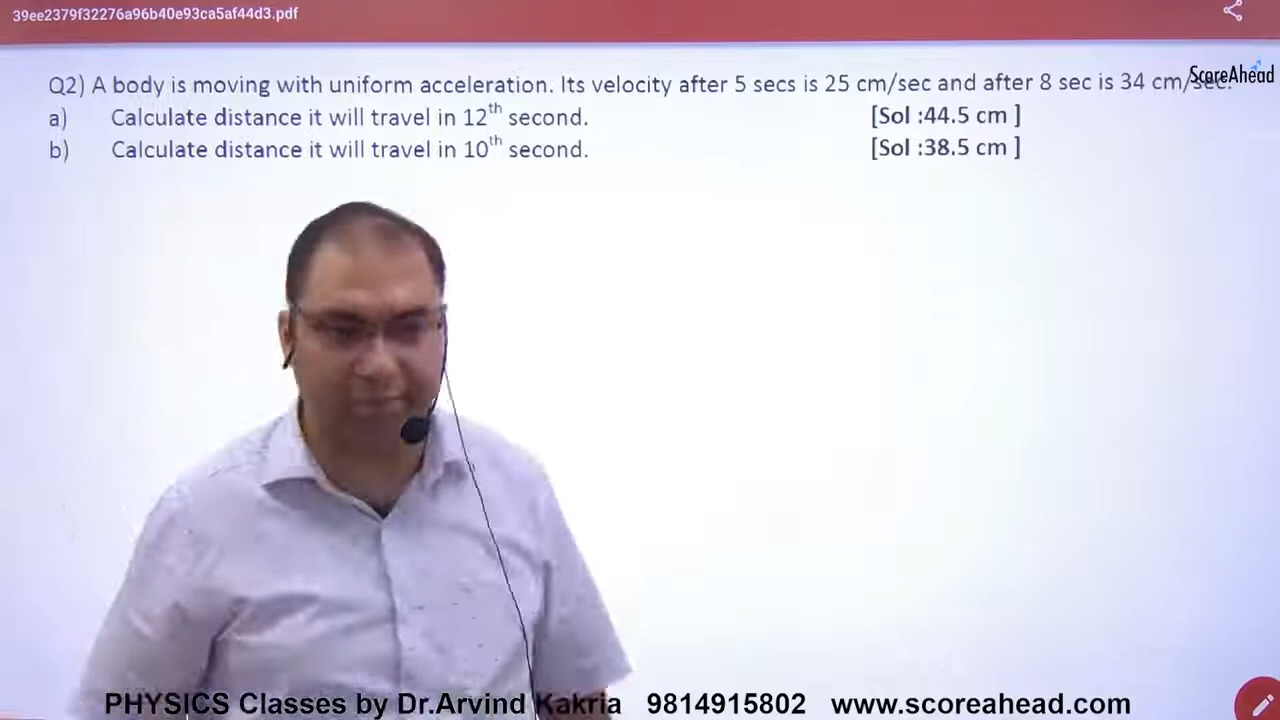 39ee2379f32276a96b40e93ca5af44d3.pdf
ScoreAhead
Q2) A body is moving with uniform acceleration. Its velocity after 5 secs is 25 cm/sec and after 8 sec is 34 cm/sec.
a) Calculate distance it will travel in 12th second. [Sol :44.5 cm ]
b) Calculate distance it will travel in 10th second. [Sol :38.5 cm ]
PHYSICS Classes by Dr.Arvind Kakria 9814915802 www.scoreahead.com